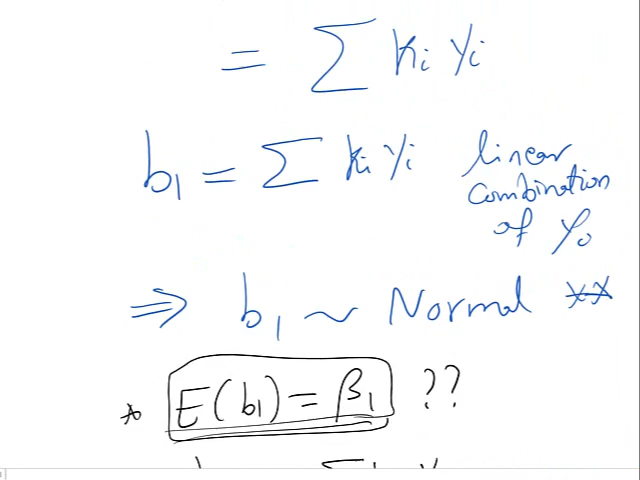 = ∑ Ki Yi
b1 = ∑ Ki Yi linear
combination
of Yi
⇒ b1 ~ Normal **
* E(b1) = β1 ??